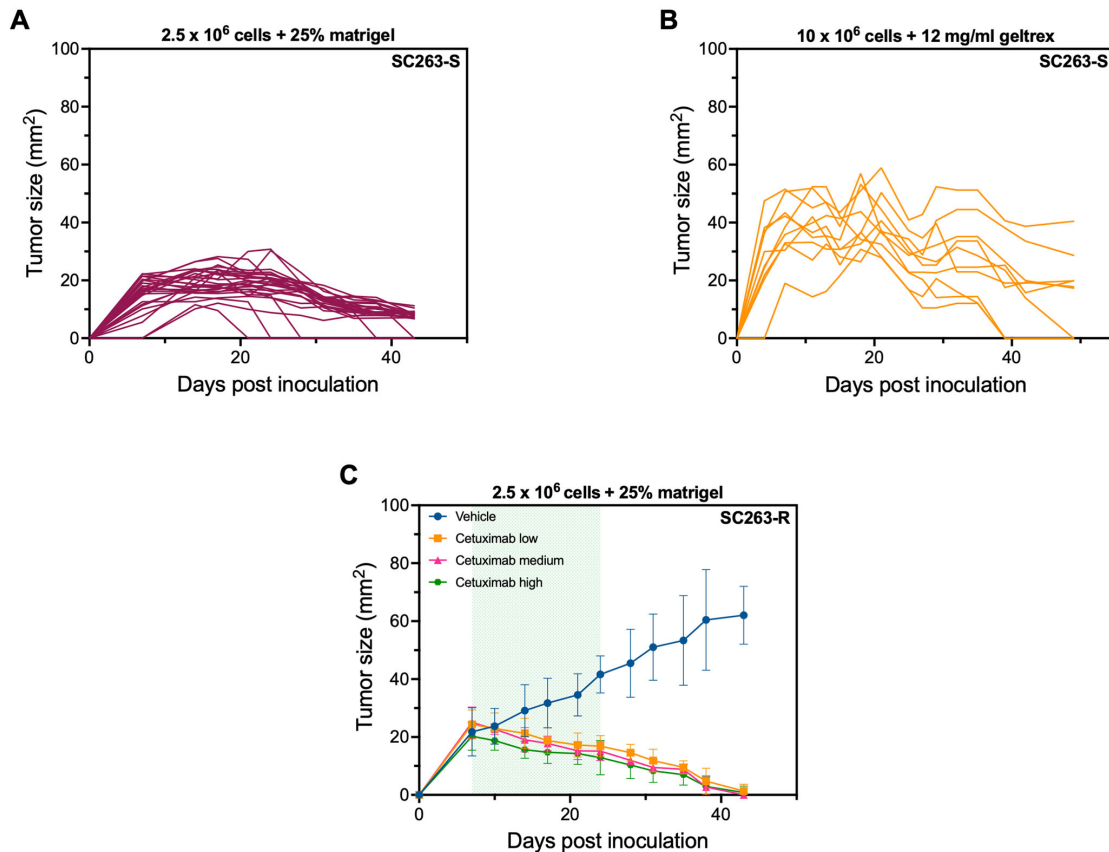 A
2.5 x 10⁶ cells + 25% matrigel
SC263-S
Tumor size (mm²)
100
80
60
40
20
0
0 20 40
Days post inoculation
B
10 x 10⁶ cells + 12 mg/ml geltrex
SC263-S
Tumor size (mm²)
100
80
60
40
20
0
0 20 40
Days post inoculation
C
2.5 x 10⁶ cells + 25% matrigel
SC263-R
Vehicle
Cetuximab low
Cetuximab medium
Cetuximab high
Tumor size (mm²)
100
80
60
40
20
0
0 20 40
Days post inoculation